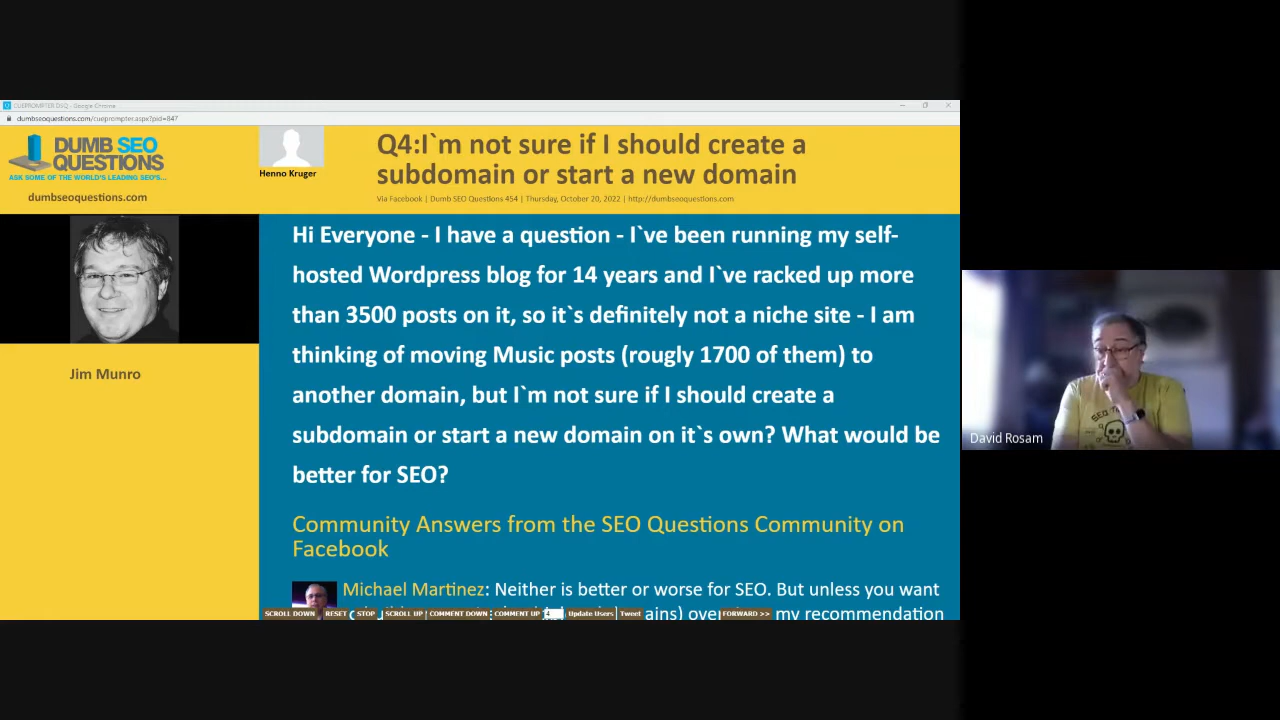 CUEPROMPTER DSQ - Google Chrome
dumbseoquestions.com/cueprompter.aspx?pid=847
DUMB SEO
QUESTIONS
ASK SOME OF THE WORLD'S LEADING SEO'S...
dumbseoquestions.com
Henno Kruger
Q4:I`m not sure if I should create a
subdomain or start a new domain
Via Facebook | Dumb SEO Questions 454 | Thursday, October 20, 2022 | http://dumbseoquestions.com
Jim Munro
Hi Everyone - I have a question - I`ve been running my self-
hosted Wordpress blog for 14 years and I`ve racked up more
than 3500 posts on it, so it`s definitely not a niche site - I am
thinking of moving Music posts (rougly 1700 of them) to
another domain, but I`m not sure if I should create a
subdomain or start a new domain on it`s own? What would be
better for SEO?
Community Answers from the SEO Questions Community on
Facebook
Michael Martinez: Neither is better or worse for SEO. But unless you want
ains) over my recommendation
SCROLL DOWN RESET STOP SCROLL UP COMMENT DOWN COMMENT UP 4 Update Users Tweet FORWARD >>
David Rosam